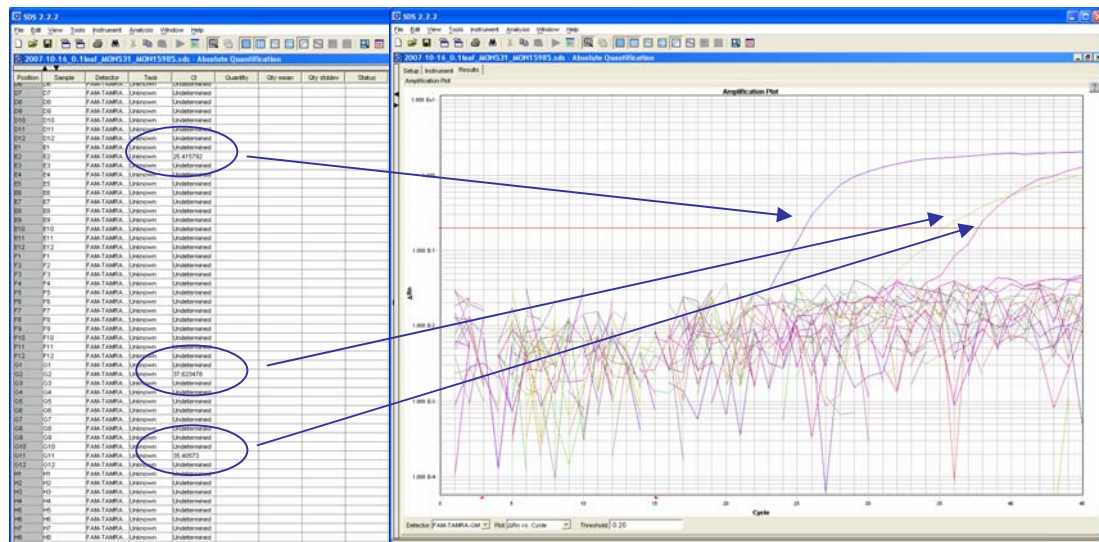 SDS 2.2.2
File Edit View Tools Instrument Analysis Window Help
2007-10-16_0.1leaf_MON531_MON15985.sds - Absolute Quantification
Position Sample Detector Task Ct Quantity Qty mean Qty stddev Status
D6 D6 FAM-TAMRA... Unknown Undetermined
D7 D7 FAM-TAMRA... Unknown Undetermined
D8 D8 FAM-TAMRA... Unknown Undetermined
D9 D9 FAM-TAMRA... Unknown Undetermined
D10 D10 FAM-TAMRA... Unknown Undetermined
D11 D11 FAM-TAMRA... Unknown Undetermined
D12 D12 FAM-TAMRA... Unknown Undetermined
E1 E1 FAM-TAMRA... Unknown Undetermined
E2 E2 FAM-TAMRA... Unknown 25.415792
E3 E3 FAM-TAMRA... Unknown Undetermined
E4 E4 FAM-TAMRA... Unknown Undetermined
E5 E5 FAM-TAMRA... Unknown Undetermined
E6 E6 FAM-TAMRA... Unknown Undetermined
E7 E7 FAM-TAMRA... Unknown Undetermined
E8 E8 FAM-TAMRA... Unknown Undetermined
E9 E9 FAM-TAMRA... Unknown Undetermined
E10 E10 FAM-TAMRA... Unknown Undetermined
E11 E11 FAM-TAMRA... Unknown Undetermined
E12 E12 FAM-TAMRA... Unknown Undetermined
F1 F1 FAM-TAMRA... Unknown Undetermined
F2 F2 FAM-TAMRA... Unknown Undetermined
F3 F3 FAM-TAMRA... Unknown Undetermined
F4 F4 FAM-TAMRA... Unknown Undetermined
F5 F5 FAM-TAMRA... Unknown Undetermined
F6 F6 FAM-TAMRA... Unknown Undetermined
F7 F7 FAM-TAMRA... Unknown Undetermined
F8 F8 FAM-TAMRA... Unknown Undetermined
F9 F9 FAM-TAMRA... Unknown Undetermined
F10 F10 FAM-TAMRA... Unknown Undetermined
F11 F11 FAM-TAMRA... Unknown Undetermined
F12 F12 FAM-TAMRA... Unknown Undetermined
G1 G1 FAM-TAMRA... Unknown Undetermined
G2 G2 FAM-TAMRA... Unknown 37.623478
G3 G3 FAM-TAMRA... Unknown Undetermined
G4 G4 FAM-TAMRA... Unknown Undetermined
G5 G5 FAM-TAMRA... Unknown Undetermined
G6 G6 FAM-TAMRA... Unknown Undetermined
G7 G7 FAM-TAMRA... Unknown Undetermined
G8 G8 FAM-TAMRA... Unknown Undetermined
G9 G9 FAM-TAMRA... Unknown Undetermined
G10 G10 FAM-TAMRA... Unknown Undetermined
G11 G11 FAM-TAMRA... Unknown 35.40573
G12 G12 FAM-TAMRA... Unknown Undetermined
H1 H1 FAM-TAMRA... Unknown Undetermined
H2 H2 FAM-TAMRA... Unknown Undetermined
H3 H3 FAM-TAMRA... Unknown Undetermined
H4 H4 FAM-TAMRA... Unknown Undetermined
H5 H5 FAM-TAMRA... Unknown Undetermined
H6 H6 FAM-TAMRA... Unknown Undetermined
H7 H7 FAM-TAMRA... Unknown Undetermined
H8 H8 FAM-TAMRA... Unknown Undetermined
SDS 2.2.2
File Edit View Tools Instrument Analysis Window Help
2007-10-16_0.1leaf_MON531_MON15985.sds - Absolute Quantification
Setup Instrument Results
Amplification Plot
Amplification Plot
1.000 E+1
1.000 E-1
1.000 E-2
1.000 E-3
1.000 E-4
ΔRn
0 5 10 15 20 25 30 35 40 45
Cycle
Detector: FAM-TAMRA-GM Plot: ΔRn vs. Cycle Threshold: 0.20